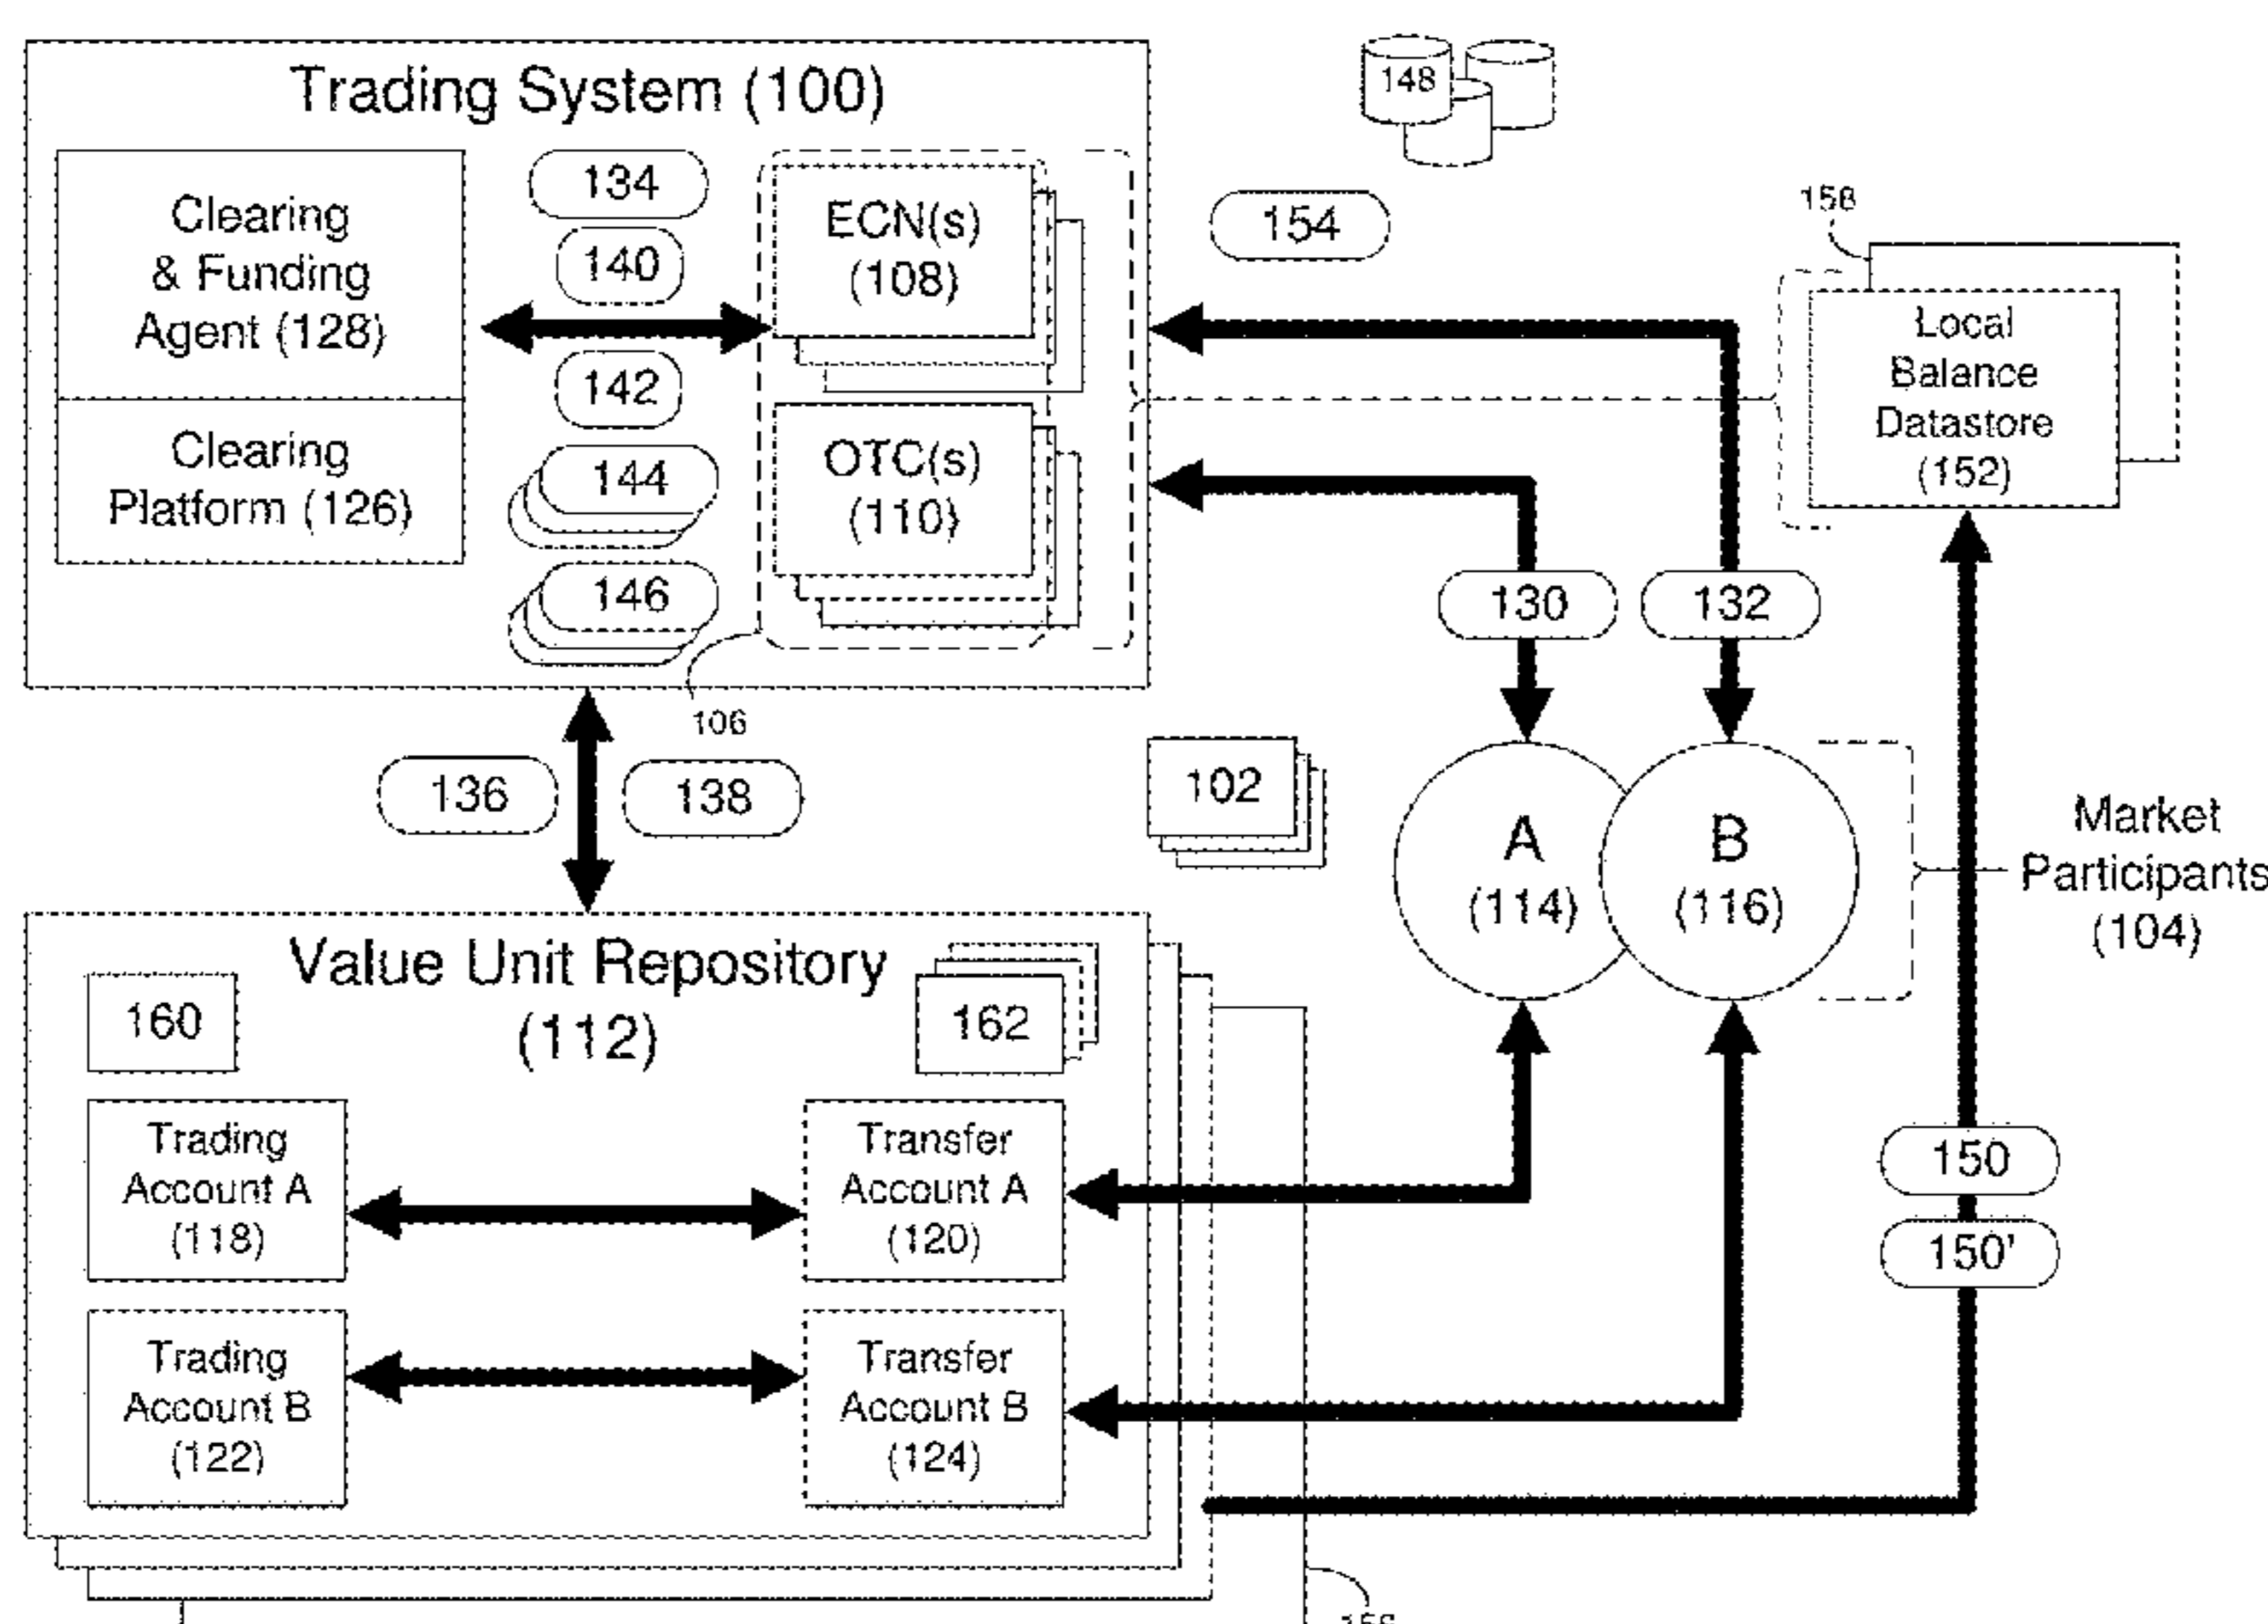 Trading System (100)
Clearing
& Funding
Agent (128)
Clearing
Platform (126)
134
140
142
144
146
ECN(s)
(108)
OTC(s)
(110)
106
148
154
158
Local
Balance
Datastore
(152)
130
132
136
138
102
A
(114)
B
(116)
Market
Participants
(104)
Value Unit Repository
(112)
160
162
Trading
Account A
(118)
Transfer
Account A
(120)
Trading
Account B
(122)
Transfer
Account B
(124)
150
150'